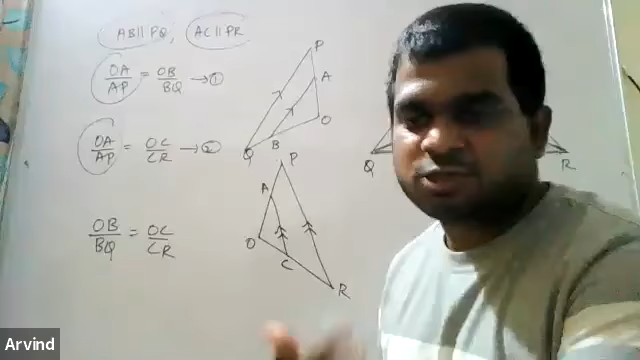 AB||PQ, AC||PR
OA/AP = OB/BQ → ①
OA/AP = OC/CR → ②
OB/BQ = OC/CR
P
A
O
B
Q
P
A
O
C
R
Q
R
Arvind